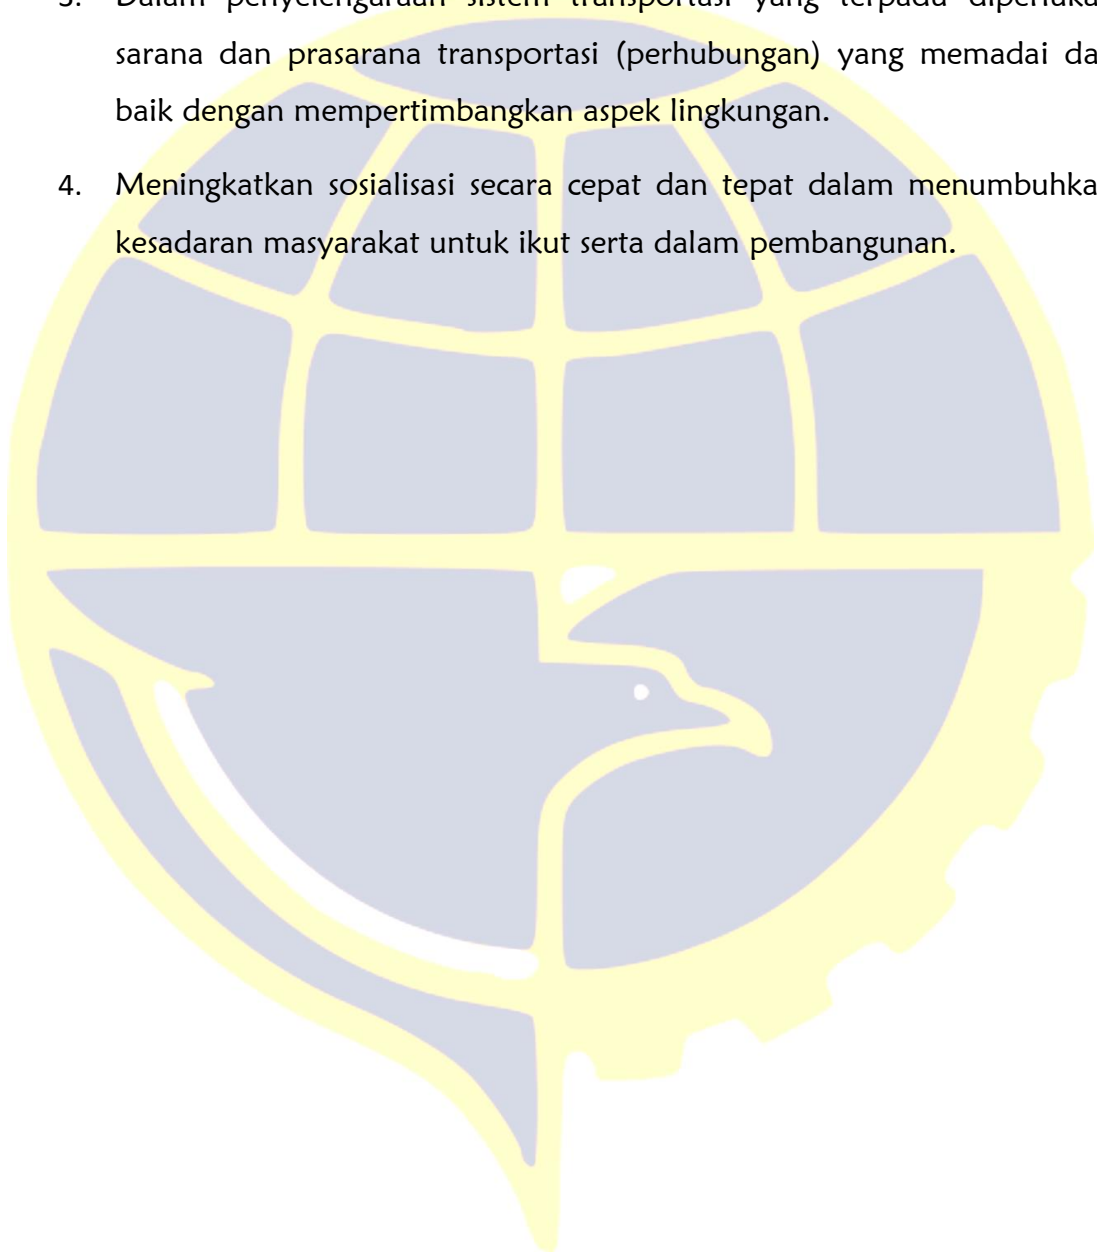 3. Dalam penyelengaraan sistem transportasi yang terpadu diperluka
sarana dan prasarana transportasi (perhubungan) yang memadai da
baik dengan mempertimbangkan aspek lingkungan.
4. Meningkatkan sosialisasi secara cepat dan tepat dalam menumbuhka
kesadaran masyarakat untuk ikut serta dalam pembangunan.